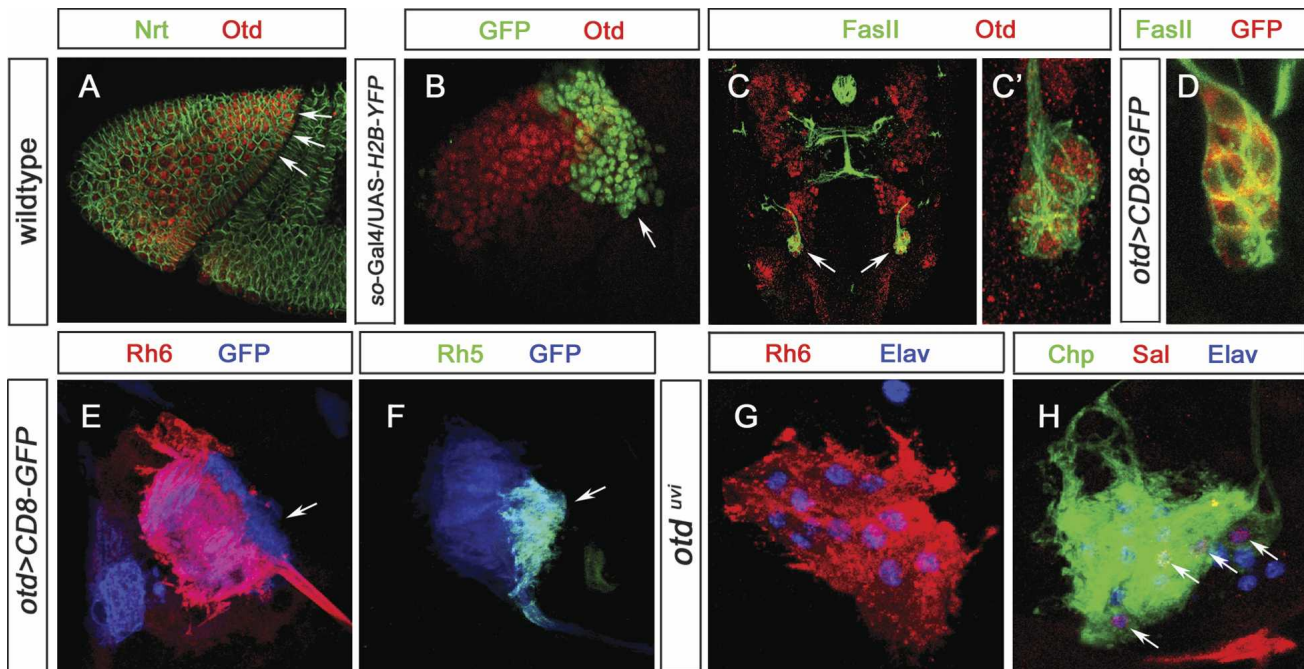 Nrt Otd
GFP Otd
FasII Otd
FasII GFP
wildtype
A
so-Gal4/UAS-H2B-YFP
B
C
C'
otd>CD8-GFP
D
Rh6 GFP
Rh5 GFP
Rh6 Elav
Chp Sal Elav
otd>CD8-GFP
E
F
otd uvi
G
H